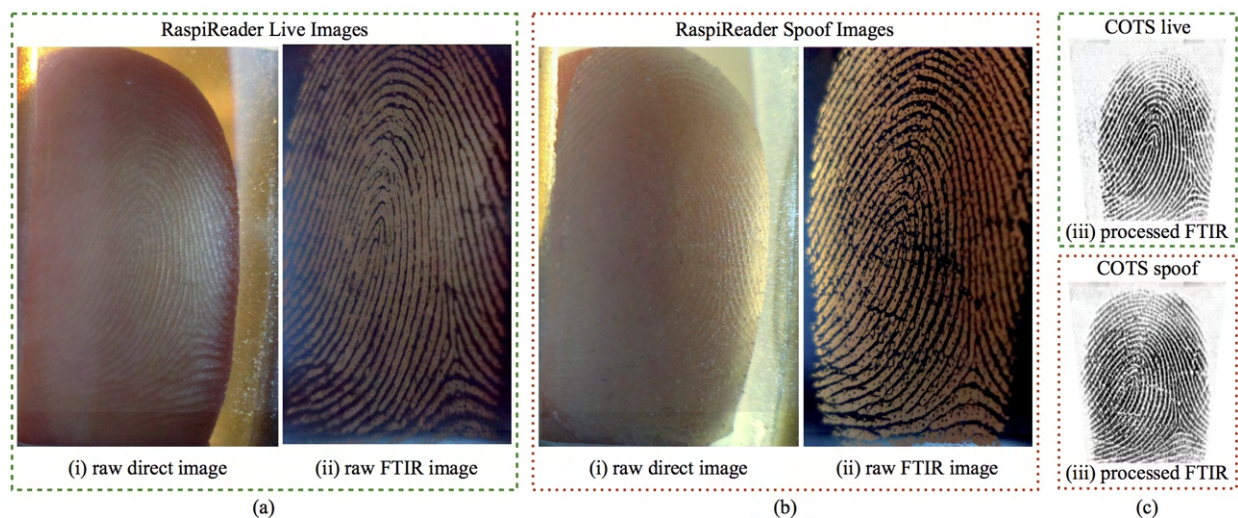 RaspiReader Live Images
(i) raw direct image
(ii) raw FTIR image
(a)
RaspiReader Spoof Images
(i) raw direct image
(ii) raw FTIR image
(b)
COTS live
(iii) processed FTIR
COTS spoof
(iii) processed FTIR
(c)